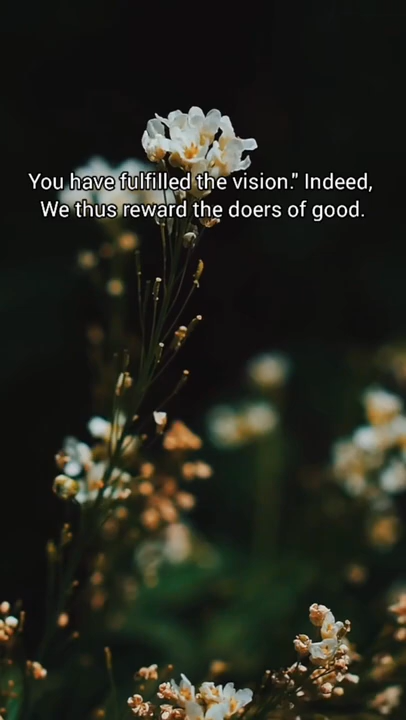 You have fulfilled the vision." Indeed,
We thus reward the doers of good.